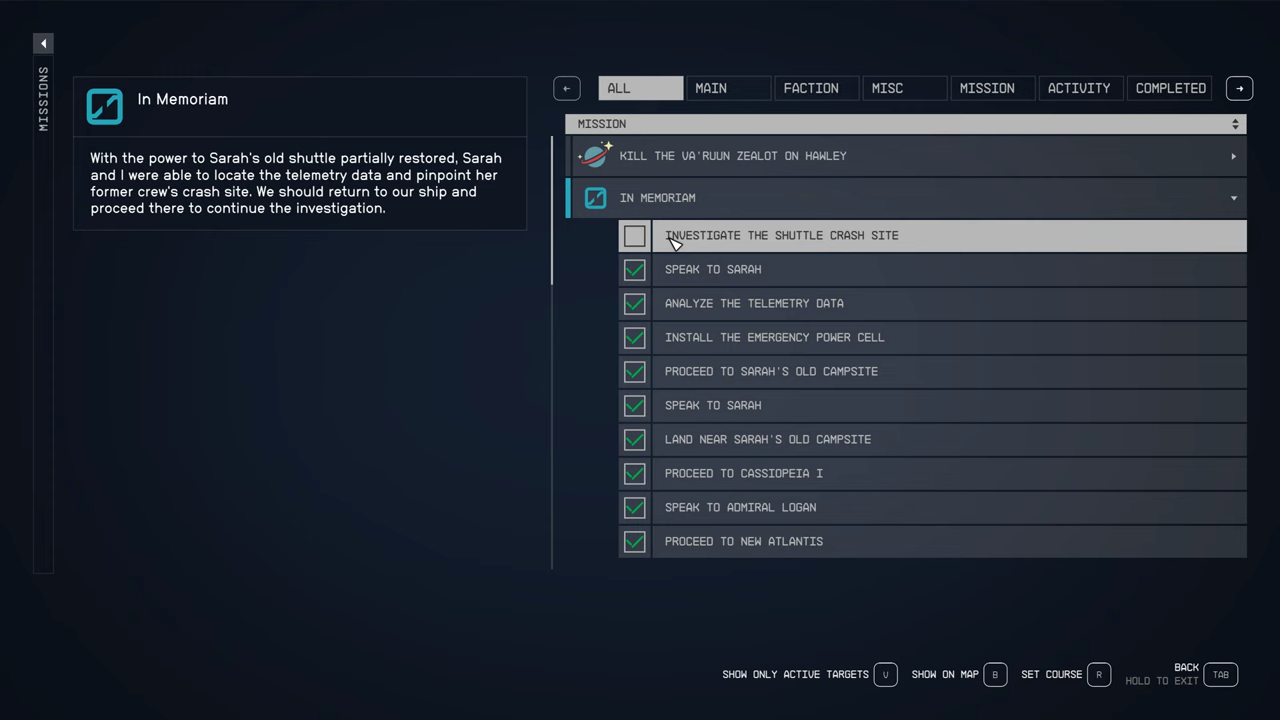 MISSIONS
In Memoriam
With the power to Sarah's old shuttle partially restored, Sarah
and I were able to locate the telemetry data and pinpoint her
former crew's crash site. We should return to our ship and
proceed there to continue the investigation.
ALL MAIN FACTION MISC MISSION ACTIVITY COMPLETED
MISSION
KILL THE VA'RUUN ZEALOT ON HAWLEY
IN MEMORIAM
INVESTIGATE THE SHUTTLE CRASH SITE
SPEAK TO SARAH
ANALYZE THE TELEMETRY DATA
INSTALL THE EMERGENCY POWER CELL
PROCEED TO SARAH'S OLD CAMPSITE
SPEAK TO SARAH
LAND NEAR SARAH'S OLD CAMPSITE
PROCEED TO CASSIOPEIA I
SPEAK TO ADMIRAL LOGAN
PROCEED TO NEW ATLANTIS
SHOW ONLY ACTIVE TARGETS V SHOW ON MAP B SET COURSE R BACK TAB
HOLD TO EXIT